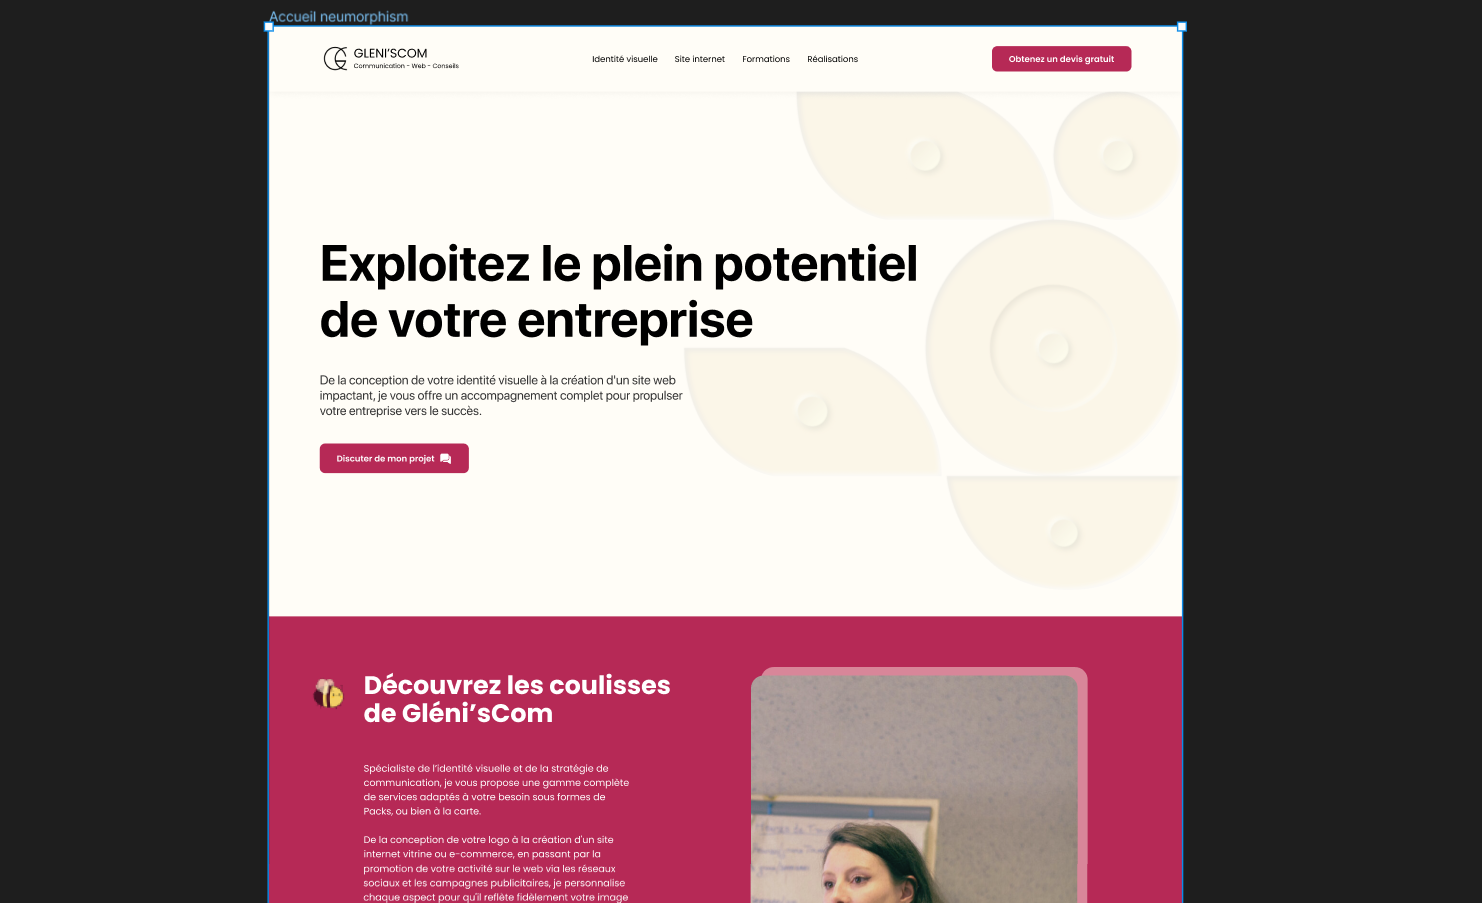 Accueil neumorphism
GLENI'SCOM
Communication - Web - Conseils
Identité visuelle
Site internet
Formations
Réalisations
Obtenez un devis gratuit
Exploitez le plein potentiel
de votre entreprise
De la conception de votre identité visuelle à la création d'un site web
impactant, je vous offre un accompagnement complet pour propulser
votre entreprise vers le succès.
Discuter de mon projet
Découvrez les coulisses
de Gléni'sCom
Spécialiste de l'identité visuelle et de la stratégie de
communication, je vous propose une gamme complète
de services adaptés à votre besoin sous formes de
Packs, ou bien à la carte.
De la conception de votre logo à la création d'un site
internet vitrine ou e-commerce, en passant par la
promotion de votre activité sur le web via les réseaux
sociaux et les campagnes publicitaires, je personnalise
chaque aspect pour qu'il reflète fidèlement votre image